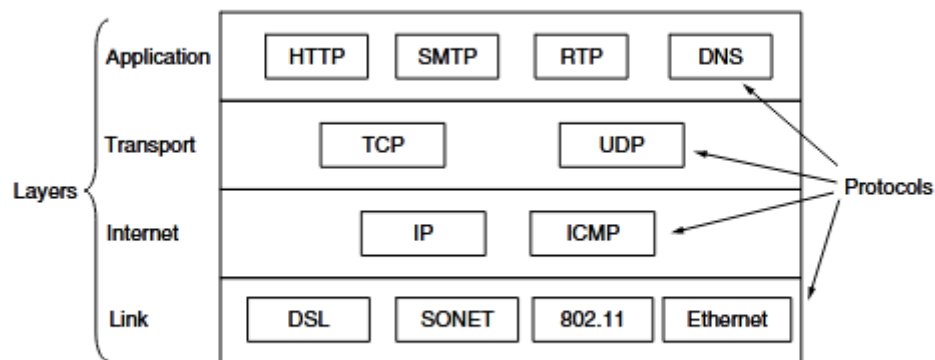 Application HTTP SMTP RTP DNS
Transport TCP UDP
Layers Protocols
Internet IP ICMP
Link DSL SONET 802.11 Ethernet